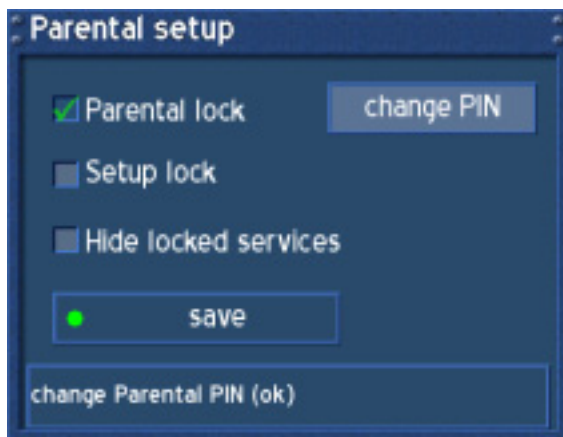 Parental setup
Parental lock
change PIN
Setup lock
Hide locked services
save
change Parental PIN (ok)